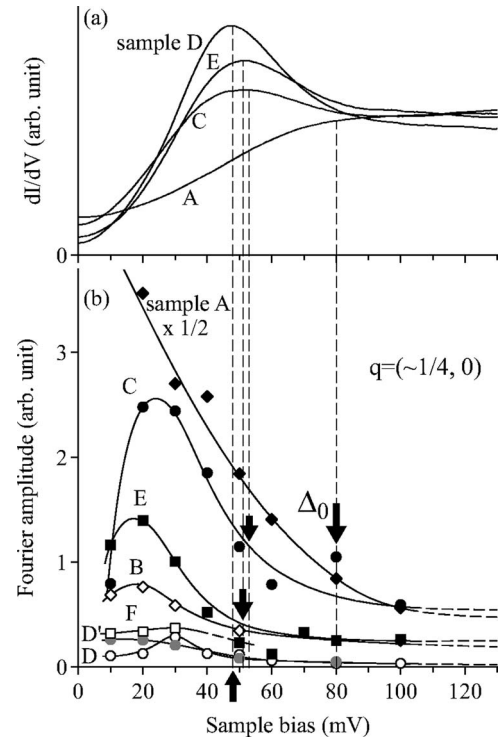 (a)
sample D
E
C
A
dI/dV (arb. unit)
0
(b)
sample A
x 1/2
q=(~1/4, 0)
C
Δ0
E
B
F
D'
D
Fourier amplitude (arb. unit)
3
2
1
0
0 20 40 60 80 100 120
Sample bias (mV)